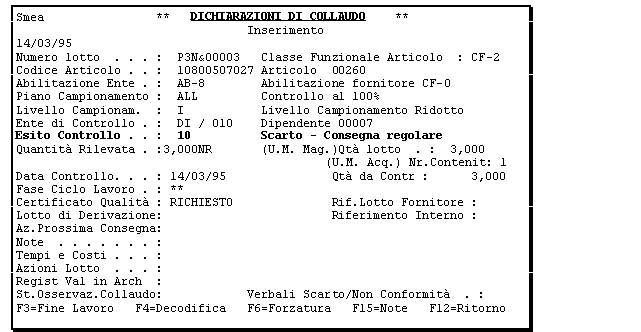 Smea ** DICHIARAZIONI DI COLLAUDO **
Inserimento
14/03/95
Numero lotto . . . : P3N&00003 Classe Funzionale Articolo : CF-2
Codice Articolo . . : 10800507027 Articolo 00260
Abilitazione Ente . : AB-8 Abilitazione fornitore CF-0
Piano Campionamento : ALL Controllo al 100%
Livello Campionam. : I Livello Campionamento Ridotto
Ente di Controllo . : DI / 010 Dipendente 00007
Esito Controllo . . : 10 Scarto - Consegna regolare
Quantità Rilevata . :3,000NR (U.M. Mag.)Qtà lotto . : 3,000
(U.M. Acq.) Nr.Contenit: 1
Data Controllo. . . : 14/03/95 Qtà da Contr : 3,000
Fase Ciclo Lavoro . : **
Certificato Qualità : RICHIESTO Rif.Lotto Fornitore :
Lotto di Derivazione: Riferimento Interno :
Az.Prossima Consegna:
Note . . . . . . . :
Tempi e Costi . . . :
Azioni Lotto . . . :
Regist Val in Arch :
St.Osservaz.Collaudo: Verbali Scarto/Non Conformità . :
F3=Fine Lavoro F4=Decodifica F6=Forzatura F15=Note F12=Ritorno